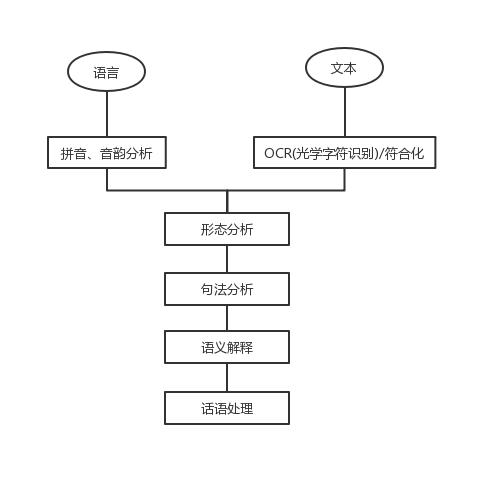 语言
文本
拼音、音韵分析
OCR(光学字符识别)/符合化
形态分析
句法分析
语义解释
话语处理